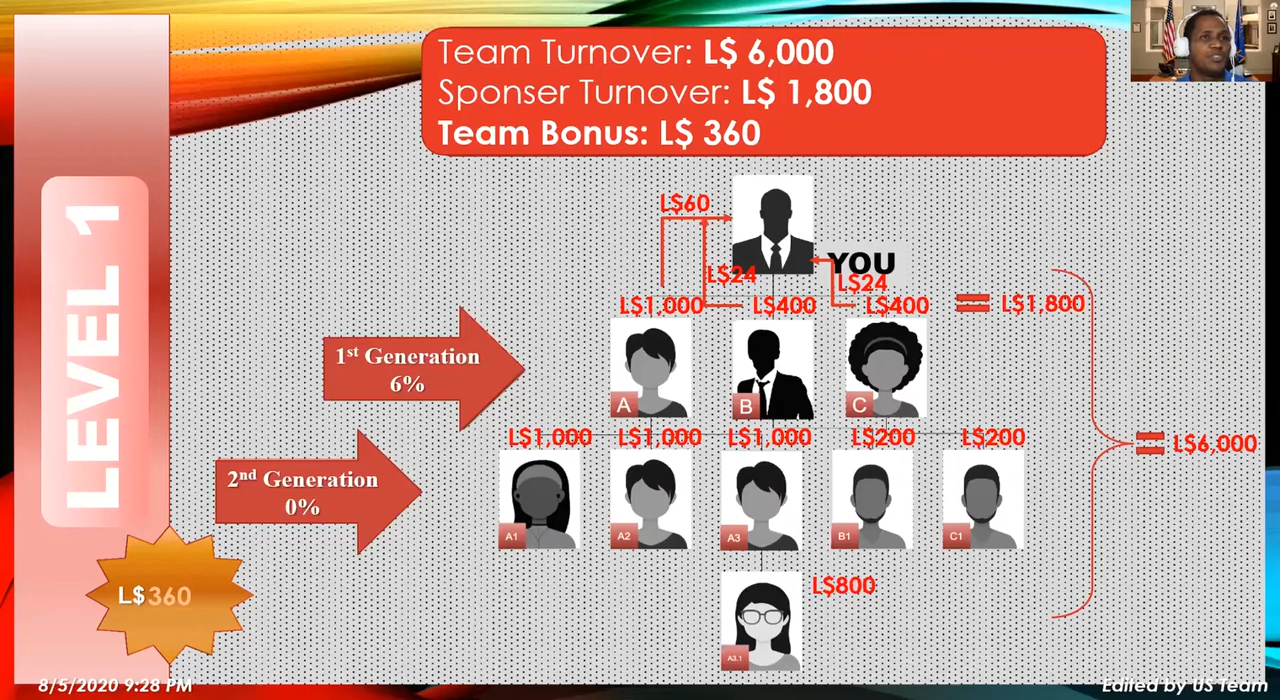 Team Turnover: L$ 6,000
Sponser Turnover: L$ 1,800
Team Bonus: L$ 360
LEVEL 1
L$60
YOU
L$24
L$24
L$1,000
L$400
L$400
L$1,800
1st Generation
6%
A
B
C
L$1,000
L$1,000
L$1,000
L$200
L$200
L$6,000
2nd Generation
0%
A1
A2
A3
B1
C1
L$800
L$360
A3.1
8/5/2020 9:28 PM
Edited by US Team